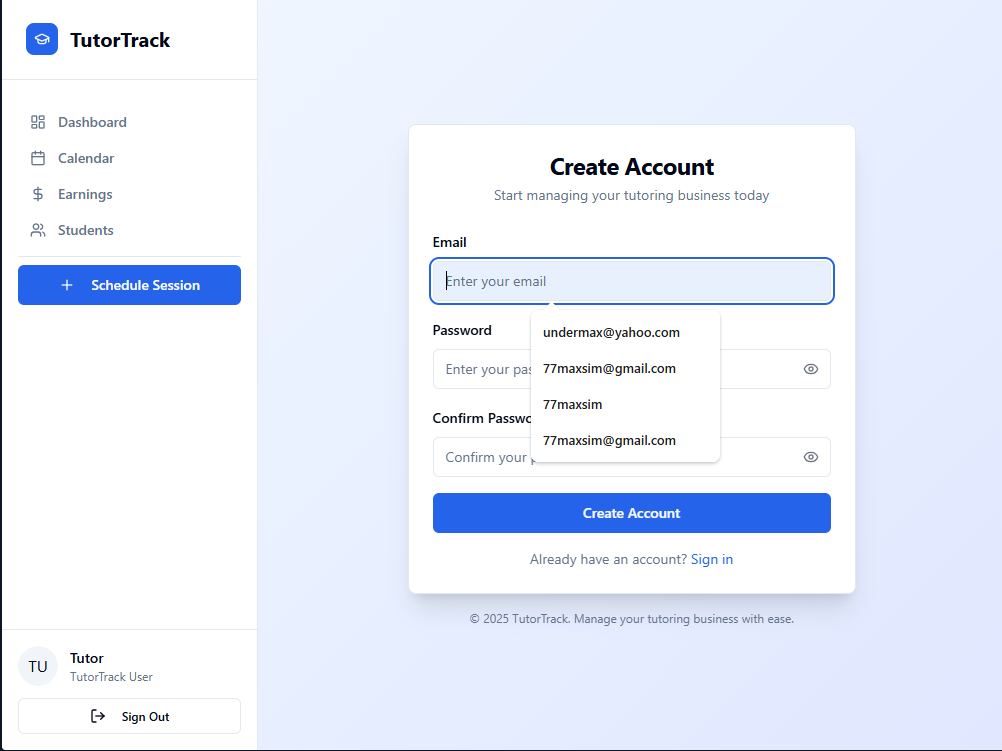 TutorTrack
Dashboard
Calendar
Earnings
Students
Schedule Session
TU
Tutor
TutorTrack User
Sign Out
Create Account
Start managing your tutoring business today
Email
Enter your email
undermax@yahoo.com
77maxsim@gmail.com
77maxsim
77maxsim@gmail.com
Password
Enter your pas
Confirm Passwo
Confirm your
Create Account
Already have an account? Sign in
© 2025 TutorTrack. Manage your tutoring business with ease.